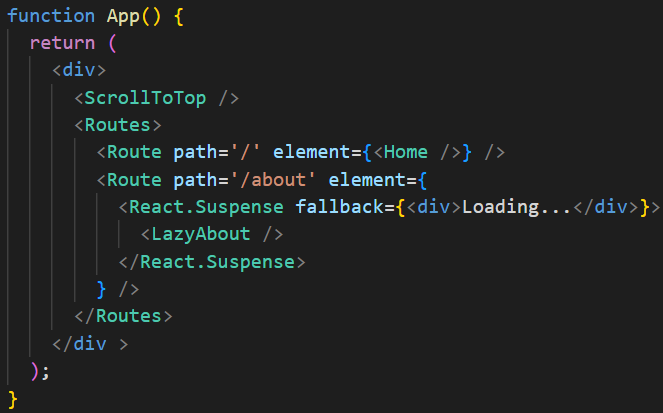 function App() {
  return (
    <div>
      <ScrollToTop />
      <Routes>
        <Route path='/' element={<Home />} />
        <Route path='/about' element={
          <React.Suspense fallback={<div>Loading...</div>}>
            <LazyAbout />
          </React.Suspense>
        } />
      </Routes>
    </div >
  );
}